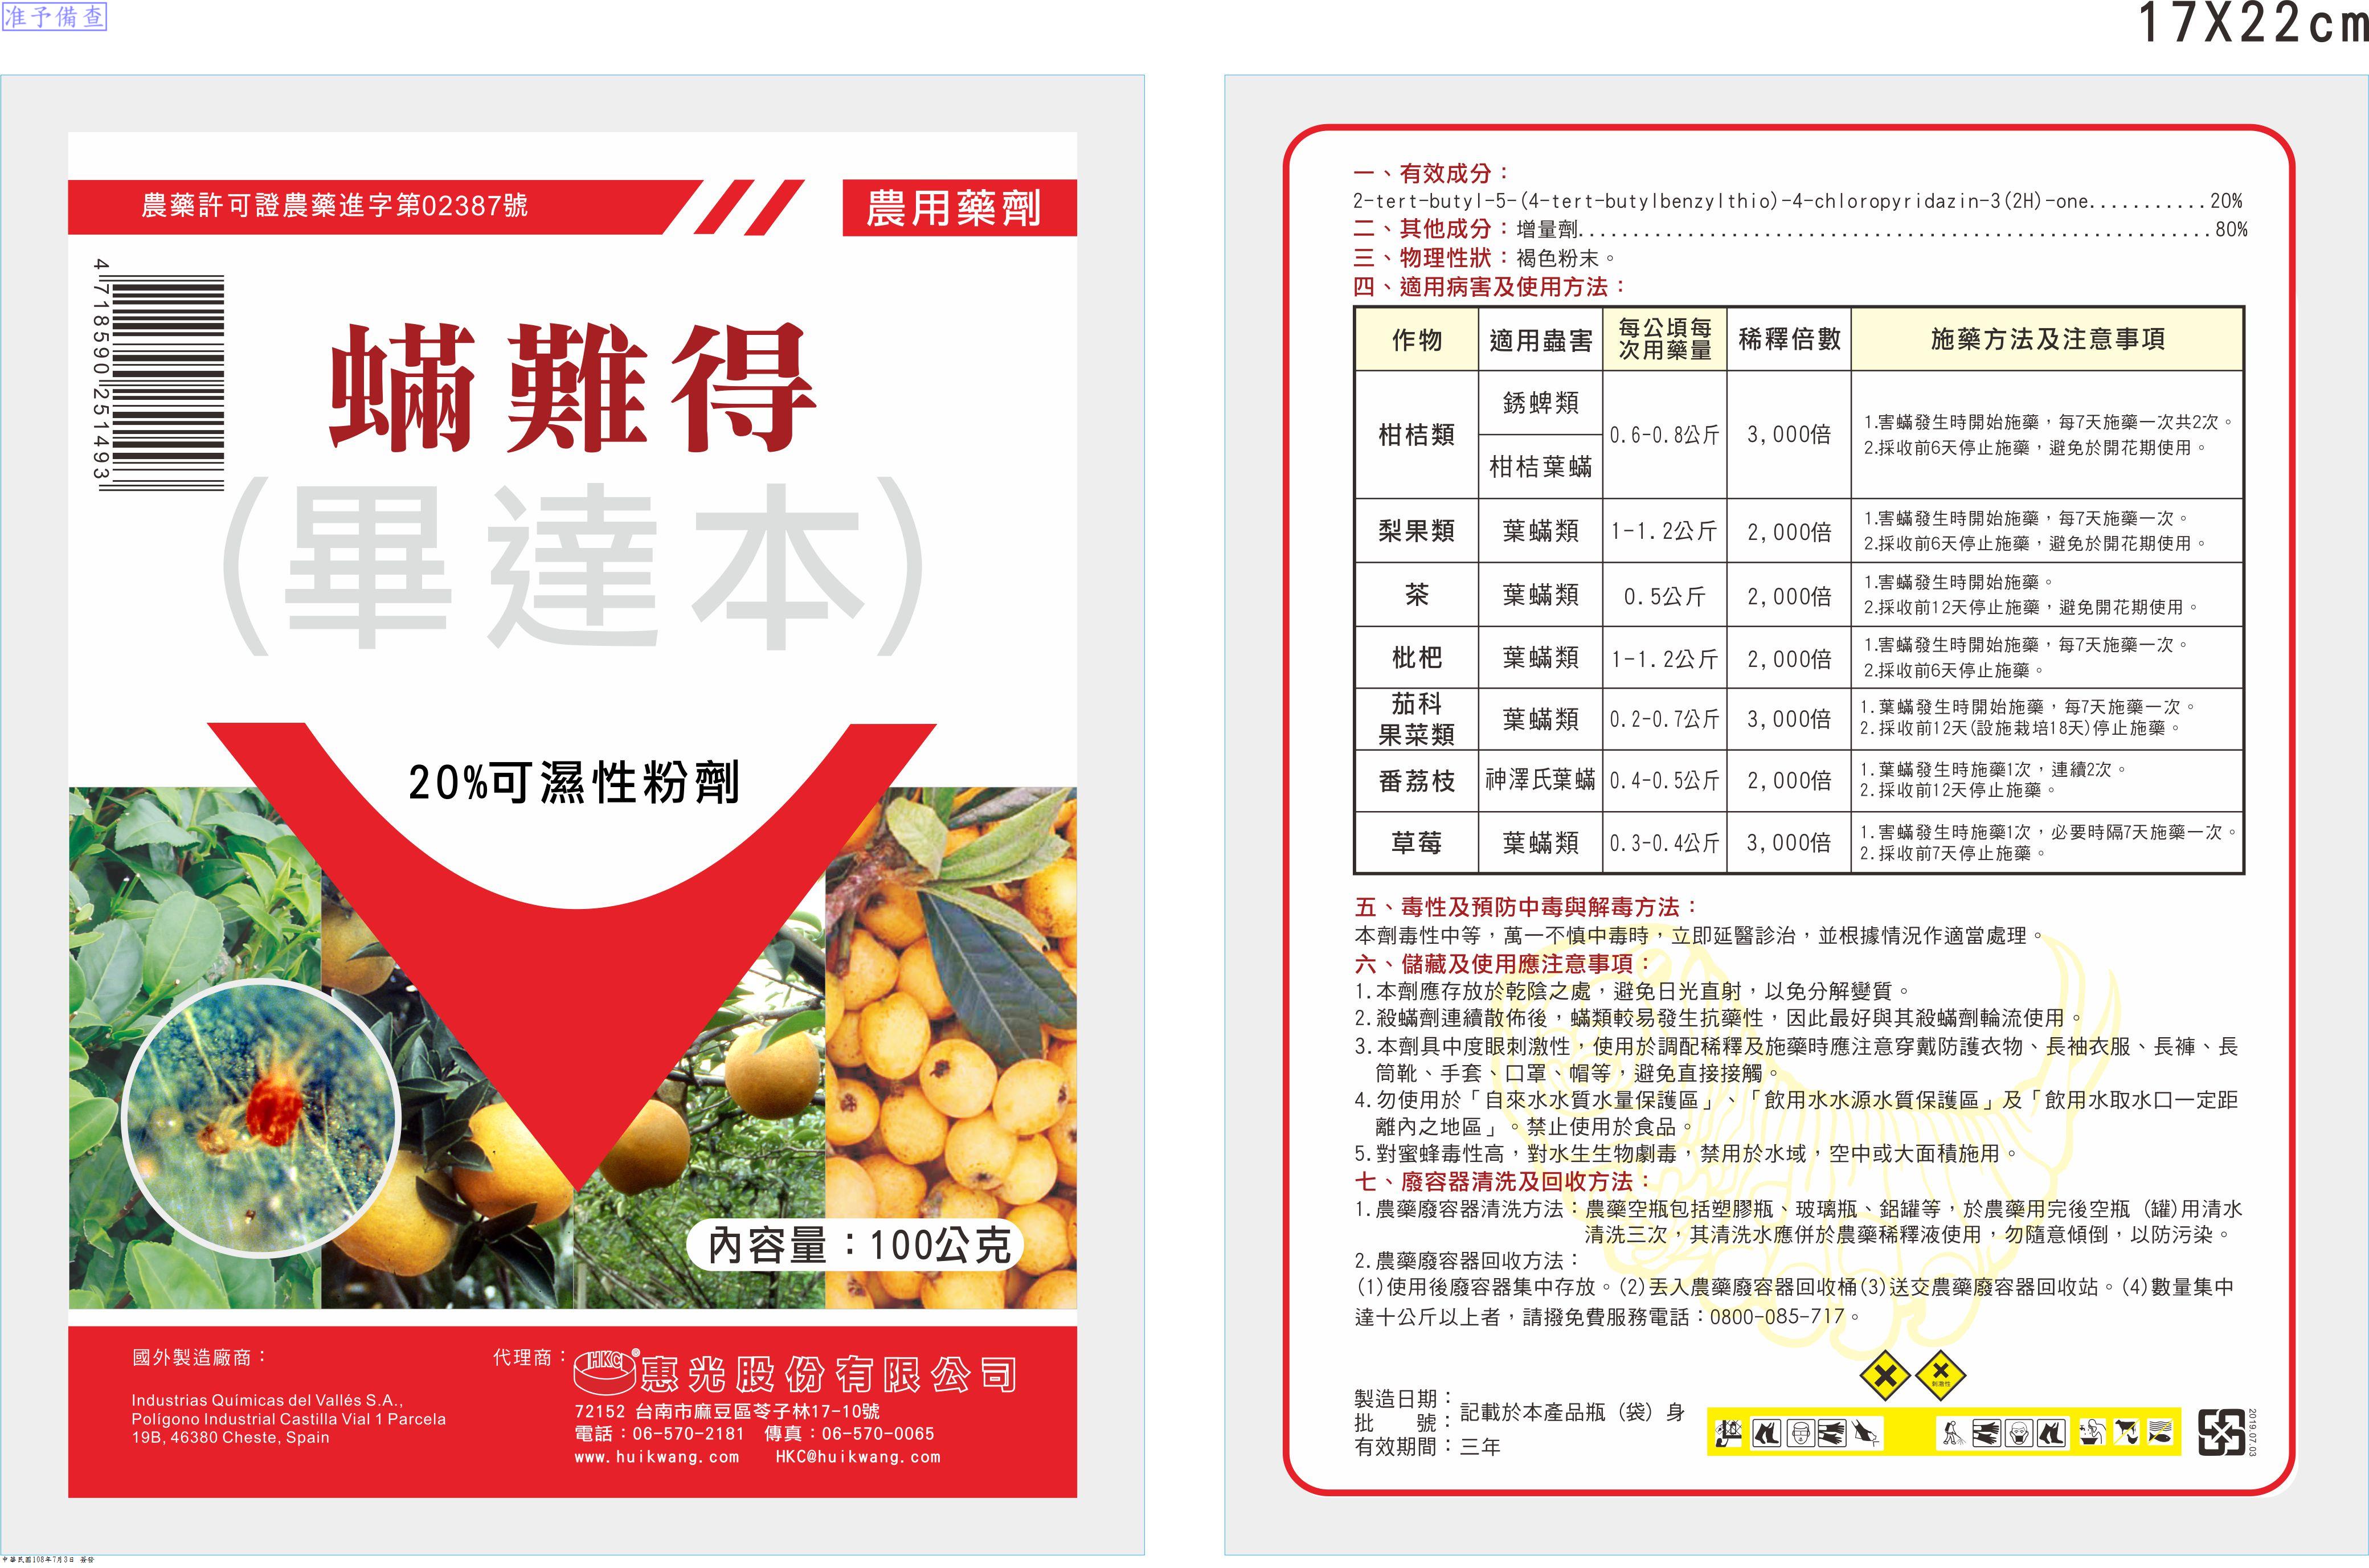 准予備查
17X22cm
農藥許可證農藥進字第02387號
農用藥劑
4718590251493
蟎難得
(畢達本)
20%可濕性粉劑
內容量：100公克
國外製造廠商：
Industrias Químicas del Vallés S.A.,
Polígono Industrial Castilla Vial 1 Parcela
19B, 46380 Cheste, Spain
代理商：
HKC® 惠光股份有限公司
72152 台南市麻豆區苓子林17-10號
電話：06-570-2181 傳真：06-570-0065
www.huikwang.com HKC@huikwang.com
中華民國108年7月3日 簽發
一、有效成分：
2-tert-butyl-5-(4-tert-butylbenzylthio)-4-chloropyridazin-3(2H)-one...........20%
二、其他成分：增量劑..........................................................80%
三、物理性狀：褐色粉末。
四、適用病害及使用方法：
作物 適用蟲害 每公頃每次用藥量 稀釋倍數 施藥方法及注意事項
柑桔類 銹蜱類 柑桔葉蟎 0.6-0.8公斤 3,000倍 1.害蟎發生時開始施藥，每7天施藥一次共2次。
2.採收前6天停止施藥，避免於開花期使用。
梨果類 葉蟎類 1-1.2公斤 2,000倍 1.害蟎發生時開始施藥，每7天施藥一次。
2.採收前6天停止施藥，避免於開花期使用。
茶 葉蟎類 0.5公斤 2,000倍 1.害蟎發生時開始施藥。
2.採收前12天停止施藥，避免開花期使用。
枇杷 葉蟎類 1-1.2公斤 2,000倍 1.害蟎發生時開始施藥，每7天施藥一次。
2.採收前6天停止施藥。
茄科果菜類 葉蟎類 0.2-0.7公斤 3,000倍 1.葉蟎發生時開始施藥，每7天施藥一次。
2.採收前12天(設施栽培18天)停止施藥。
番荔枝 神澤氏葉蟎 0.4-0.5公斤 2,000倍 1.葉蟎發生時施藥1次，連續2次。
2.採收前12天停止施藥。
草莓 葉蟎類 0.3-0.4公斤 3,000倍 1.害蟎發生時施藥1次，必要時隔7天施藥一次。
2.採收前7天停止施藥。
五、毒性及預防中毒與解毒方法：
本劑毒性中等，萬一不慎中毒時，立即延醫診治，並根據情況作適當處理。
六、儲藏及使用應注意事項：
1.本劑應存放於乾陰之處，避免日光直射，以免分解變質。
2.殺蟎劑連續散佈後，蟎類較易發生抗藥性，因此最好與其殺蟎劑輪流使用。
3.本劑具中度眼刺激性，使用於調配稀釋及施藥時應注意穿戴防護衣物、長袖衣服、長褲、長
筒靴、手套、口罩、帽等，避免直接接觸。
4.勿使用於「自來水水質水量保護區」、「飲用水水源水質保護區」及「飲用水取水口一定距
離內之地區」。禁止使用於食品。
5.對蜜蜂毒性高，對水生生物劇毒，禁用於水域，空中或大面積施用。
七、廢容器清洗及回收方法：
1.農藥廢容器清洗方法：農藥空瓶包括塑膠瓶、玻璃瓶、鋁罐等，於農藥用完後空瓶（罐)用清水
清洗三次，其清洗水應併於農藥稀釋液使用，勿隨意傾倒，以防污染。
2.農藥廢容器回收方法：
(1)使用後廢容器集中存放。(2)丟入農藥廢容器回收桶(3)送交農藥廢容器回收站。(4)數量集中
達十公斤以上者，請撥免費服務電話：0800-085-717。
製造日期：
批　　號：記載於本產品瓶（袋）身
有效期間：三年
刺激性
2019.07.03